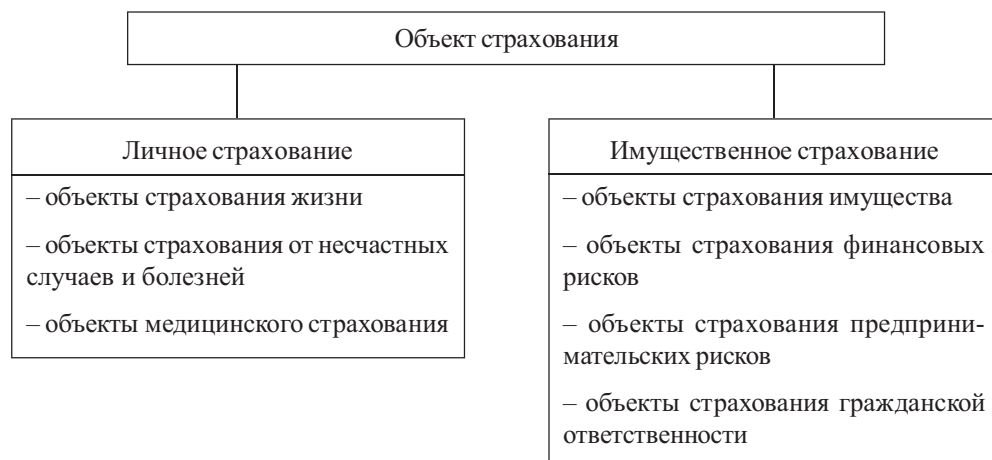 Объект страхования
Личное страхование
– объекты страхования жизни
– объекты страхования от несчастных
случаев и болезней
– объекты медицинского страхования
Имущественное страхование
– объекты страхования имущества
– объекты страхования финансовых
рисков
– объекты страхования предприни-
мательских рисков
– объекты страхования гражданской
ответственности